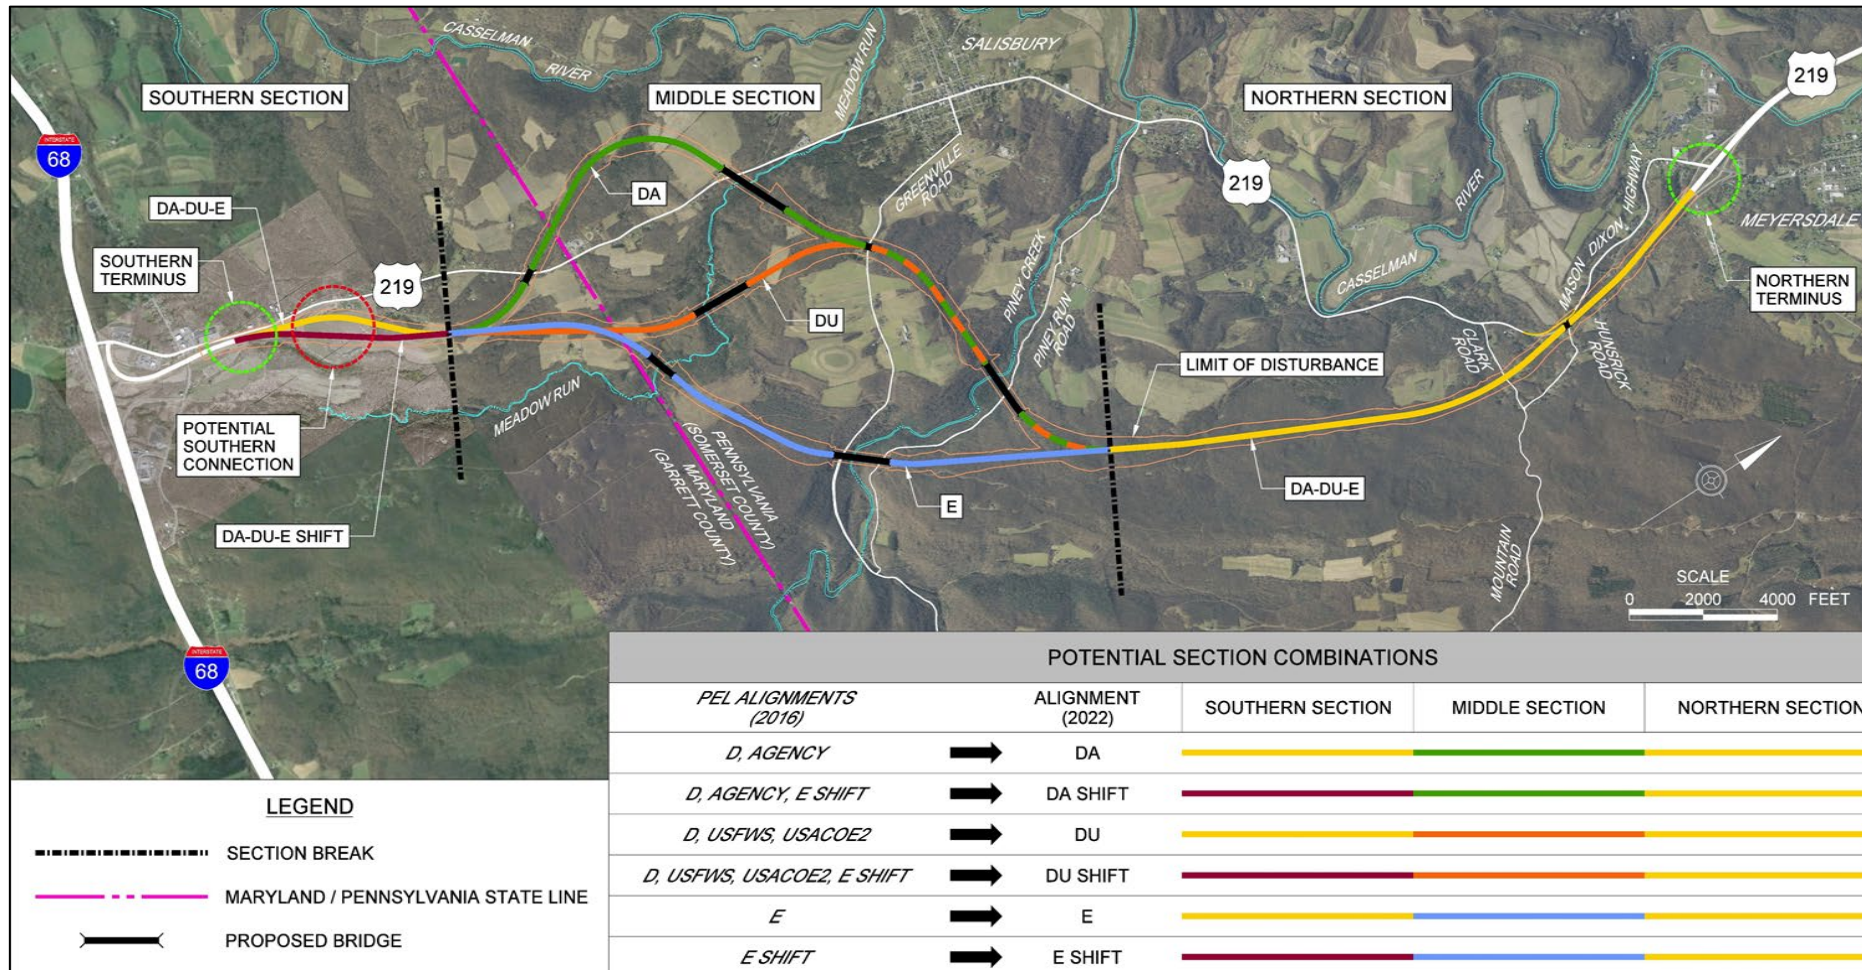 CASSELMAN
RIVER
MEADOW RUN
SALISBURY
219
SOUTHERN SECTION
MIDDLE SECTION
NORTHERN SECTION
INTERSTATE
68
DA-DU-E
DA
GREENVILLE
ROAD
219
RIVER
MASON DIXON HIGHWAY
MEYERSDALE
SOUTHERN
TERMINUS
219
PINEY CREEK
PINEY RUN
ROAD
CASSELMAN
NORTHERN
TERMINUS
DU
CLARK
ROAD
HUNSRICK
ROAD
LIMIT OF DISTURBANCE
POTENTIAL
SOUTHERN
CONNECTION
MEADOW RUN
PENNSYLVANIA
(SOMERSET COUNTY)
MARYLAND
(GARRETT COUNTY)
DA-DU-E
E
DA-DU-E SHIFT
MOUNTAIN
ROAD
SCALE
0 2000 4000 FEET
INTERSTATE
68
POTENTIAL SECTION COMBINATIONS
PEL ALIGNMENTS
(2016)
ALIGNMENT
(2022)
SOUTHERN SECTION
MIDDLE SECTION
NORTHERN SECTION
D, AGENCY DA
D, AGENCY, E SHIFT DA SHIFT
D, USFWS, USACOE2 DU
D, USFWS, USACOE2, E SHIFT DU SHIFT
E E
E SHIFT E SHIFT
LEGEND
SECTION BREAK
MARYLAND / PENNSYLVANIA STATE LINE
PROPOSED BRIDGE